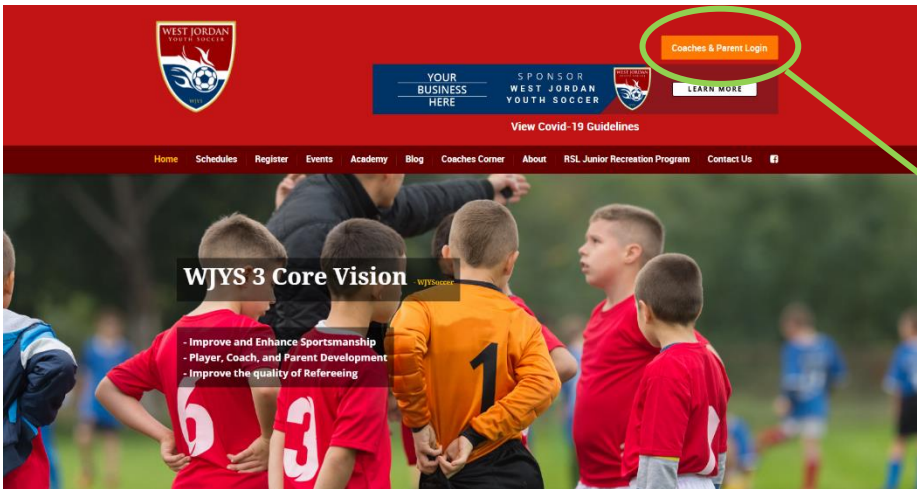 WEST JORDAN
YOUTH SOCCER
WJYS
Coaches & Parent Login
YOUR
BUSINESS
HERE
SPONSOR
WEST JORDAN
YOUTH SOCCER
WEST JORDAN
LEARN MORE
View Covid-19 Guidelines
Home Schedules Register Events Academy Blog Coaches Corner About RSL Junior Recreation Program Contact Us f
WJYS 3 Core Vision - WJYSoccer
- Improve and Enhance Sportsmanship
- Player, Coach, and Parent Development
- Improve the quality of Refereeing
6
3
1